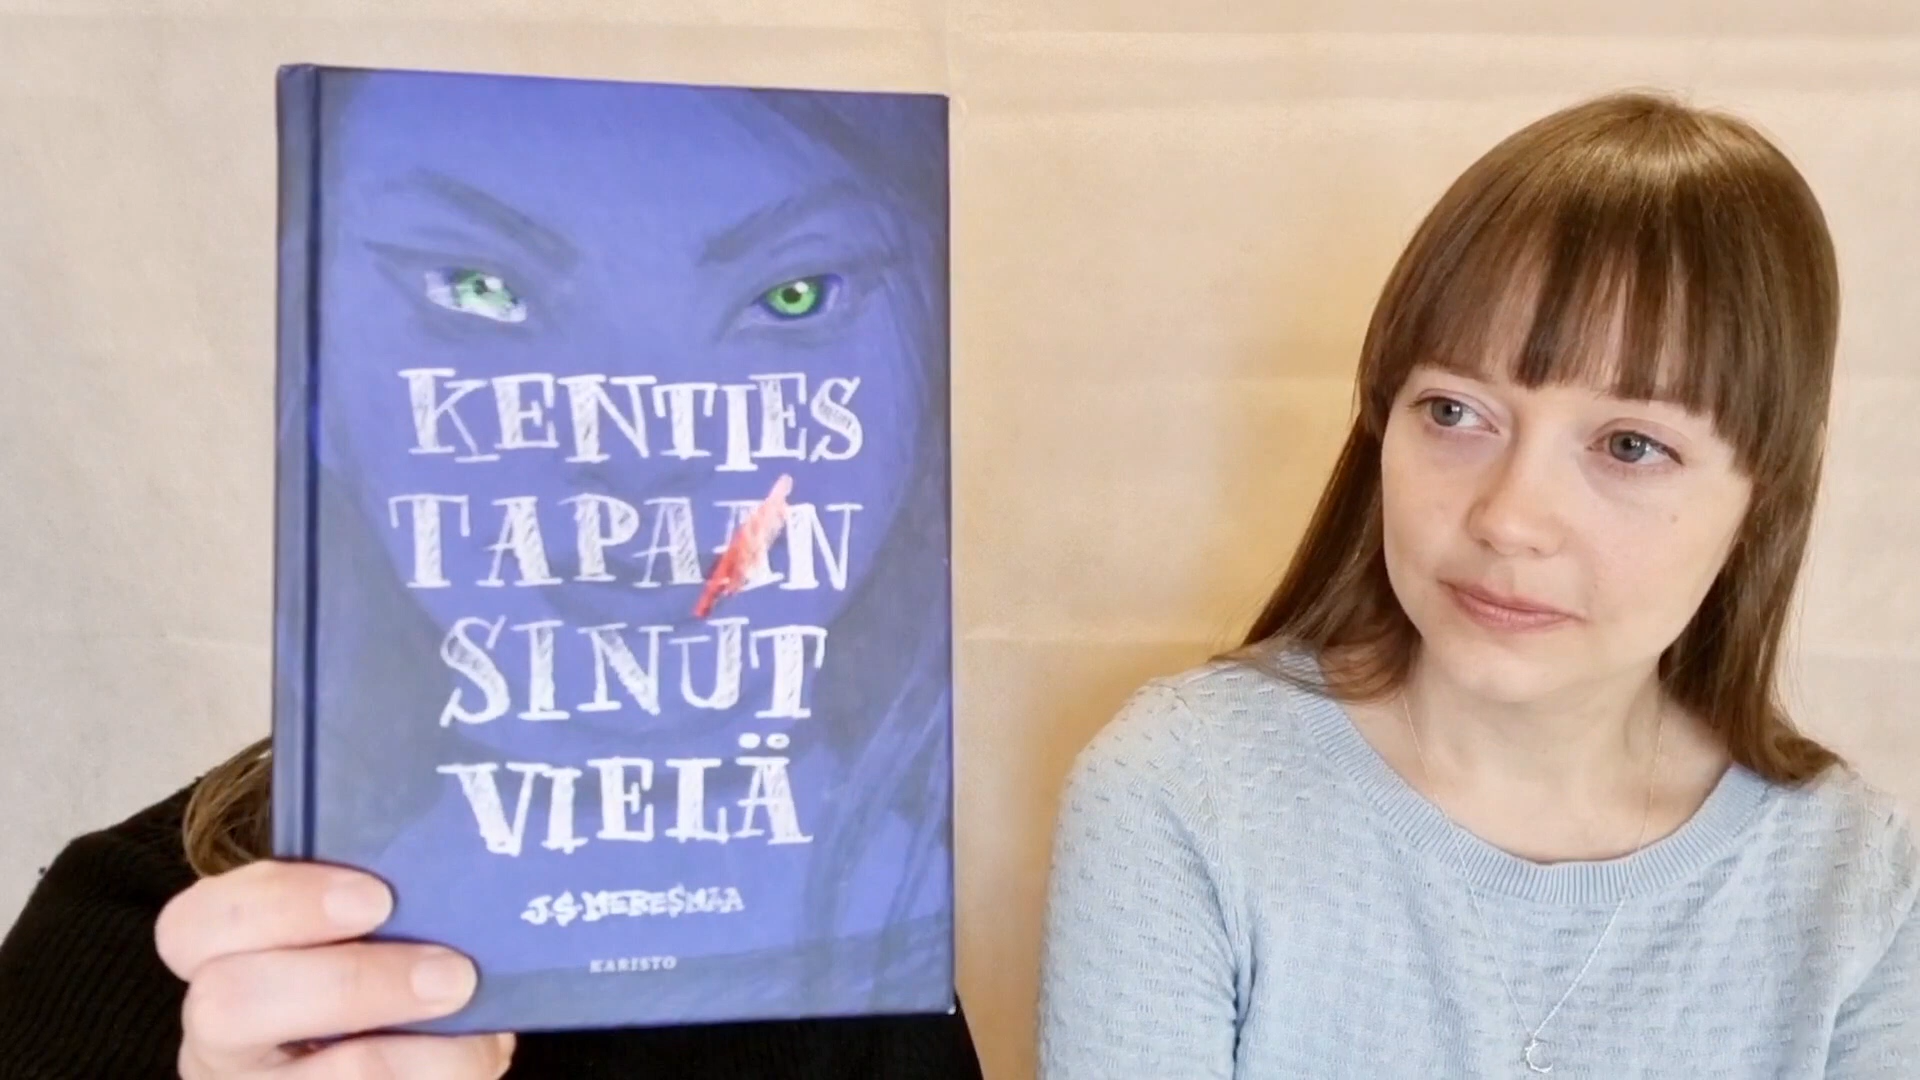 KENTIES
TAPAAN
SINUT
VIELÄ
J.S. MERESMAA
KARISTO